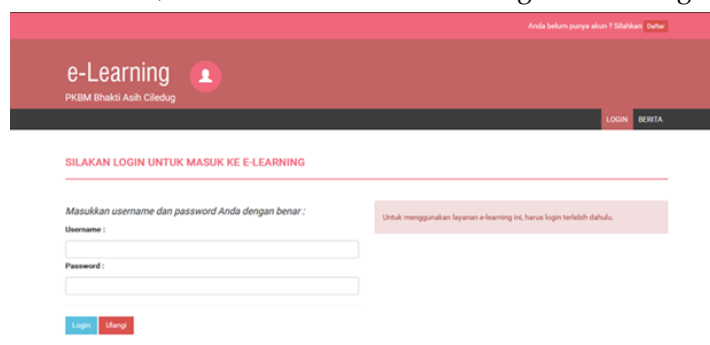 Anda belum punya akun ? Silahkan Daftar
e-Learning
PKBM Bhakti Asih Ciledug
LOGIN BERITA
SILAKAN LOGIN UNTUK MASUK KE E-LEARNING
Masukkan username dan password Anda dengan benar :
Untuk menggunakan layanan e-learning ini, harus login terlebih dahulu.
Username :
Password :
Login Ulangi